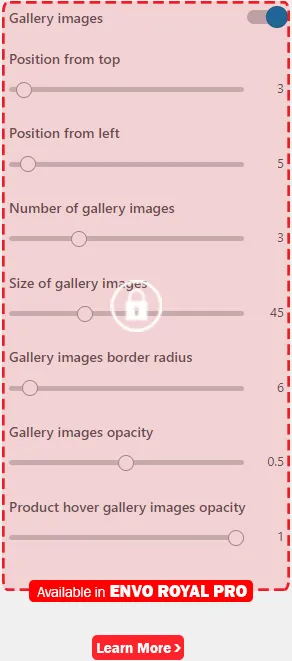 Gallery images
Position from top
3
Position from left
5
Number of gallery images
3
Size of gallery images
45
Gallery images border radius
6
Gallery images opacity
0.5
Product hover gallery images opacity
1
Available in ENVO ROYAL PRO
Learn More ›